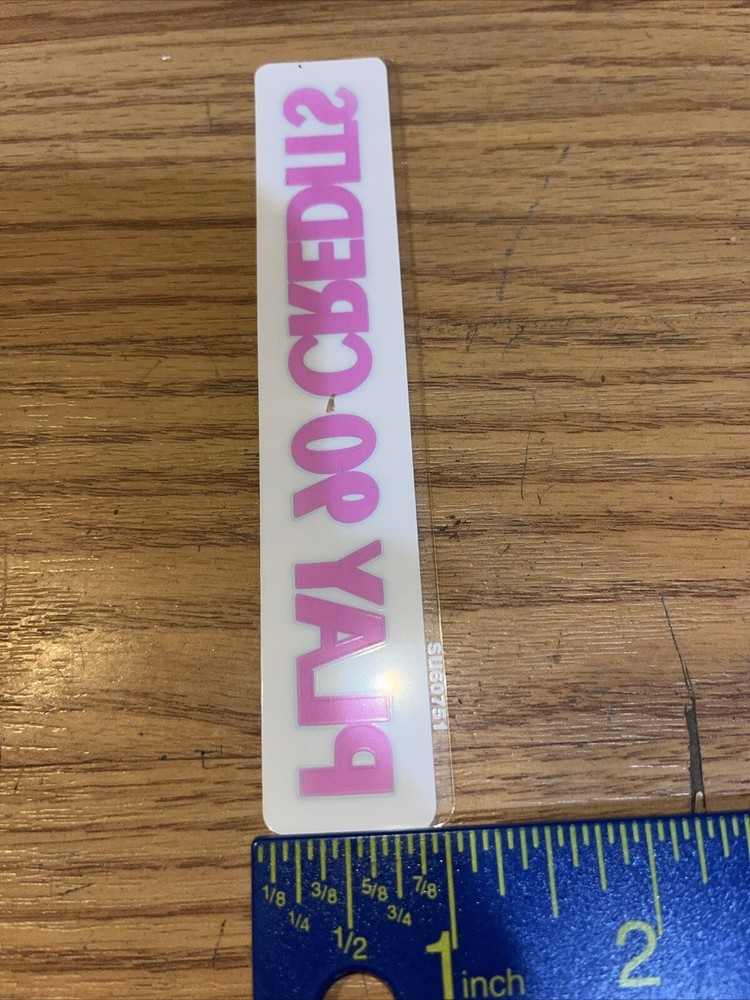 PLAY 90 CREDITS
SU60751
1/8 1/4 3/8 1/2 5/8 3/4 7/8 1 inch 2